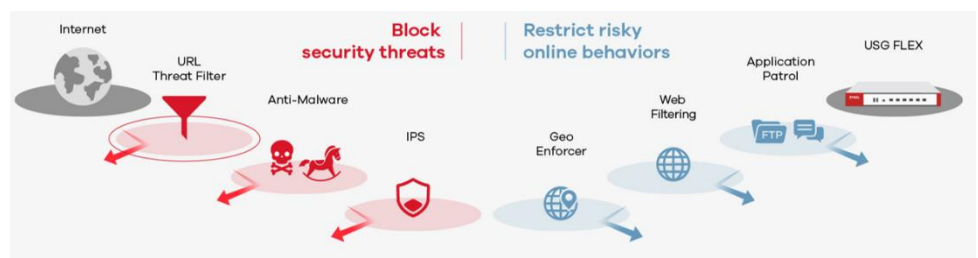 Internet
URL
Threat Filter
Anti-Malware
IPS
Block
security threats
Restrict risky
online behaviors
Geo
Enforcer
Web
Filtering
Application
Patrol
FTP
USG FLEX